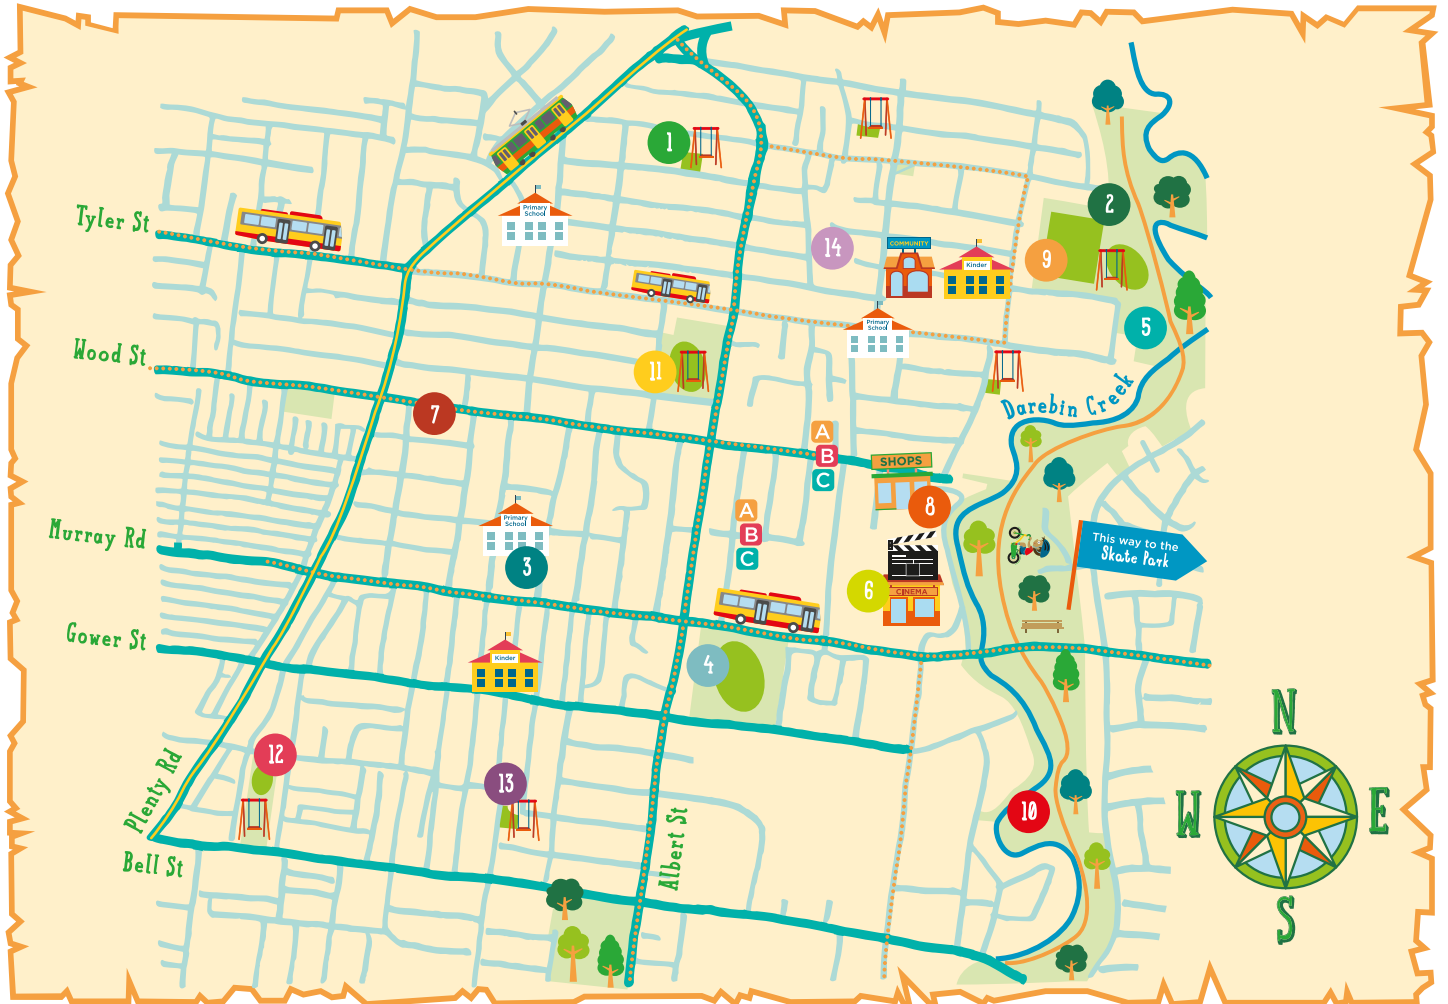 1
2
Tyler St
Primary
School
14
COMMUNITY
Kinder
9
5
Primary
School
Wood St
11
7
Darebin Creek
A
B
C
SHOPS
8
A
B
C
Primary
School
3
Murray Rd
This way to the
Skate Park
6
CINEMA
Gower St
Kinder
4
N
W
E
S
12
13
Plenty Rd
Albert St
10
Bell St